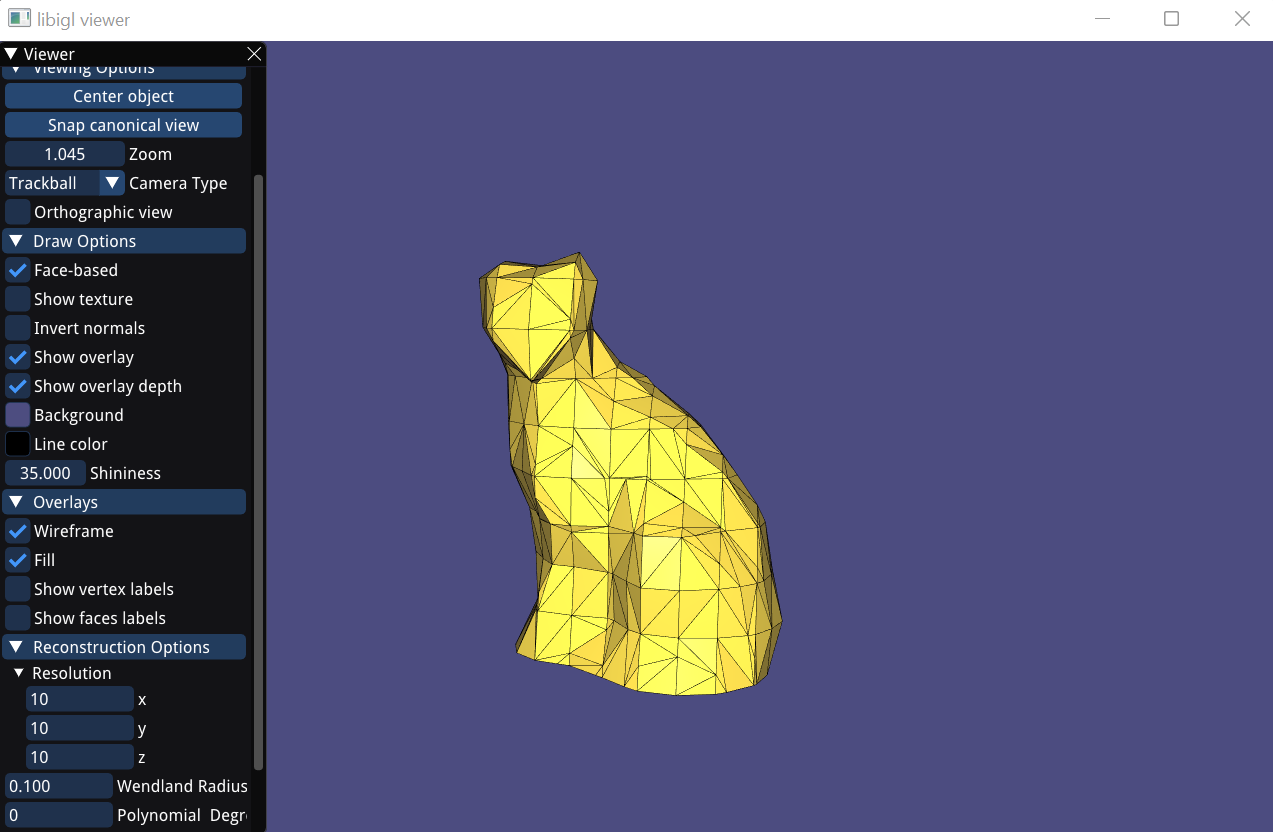 libigl viewer
Viewer
Viewing Options
Center object
Snap canonical view
1.045 Zoom
Trackball Camera Type
Orthographic view
Draw Options
Face-based
Show texture
Invert normals
Show overlay
Show overlay depth
Background
Line color
35.000 Shininess
Overlays
Wireframe
Fill
Show vertex labels
Show faces labels
Reconstruction Options
Resolution
10 x
10 y
10 z
0.100 Wendland Radius
0 Polynomial Degr